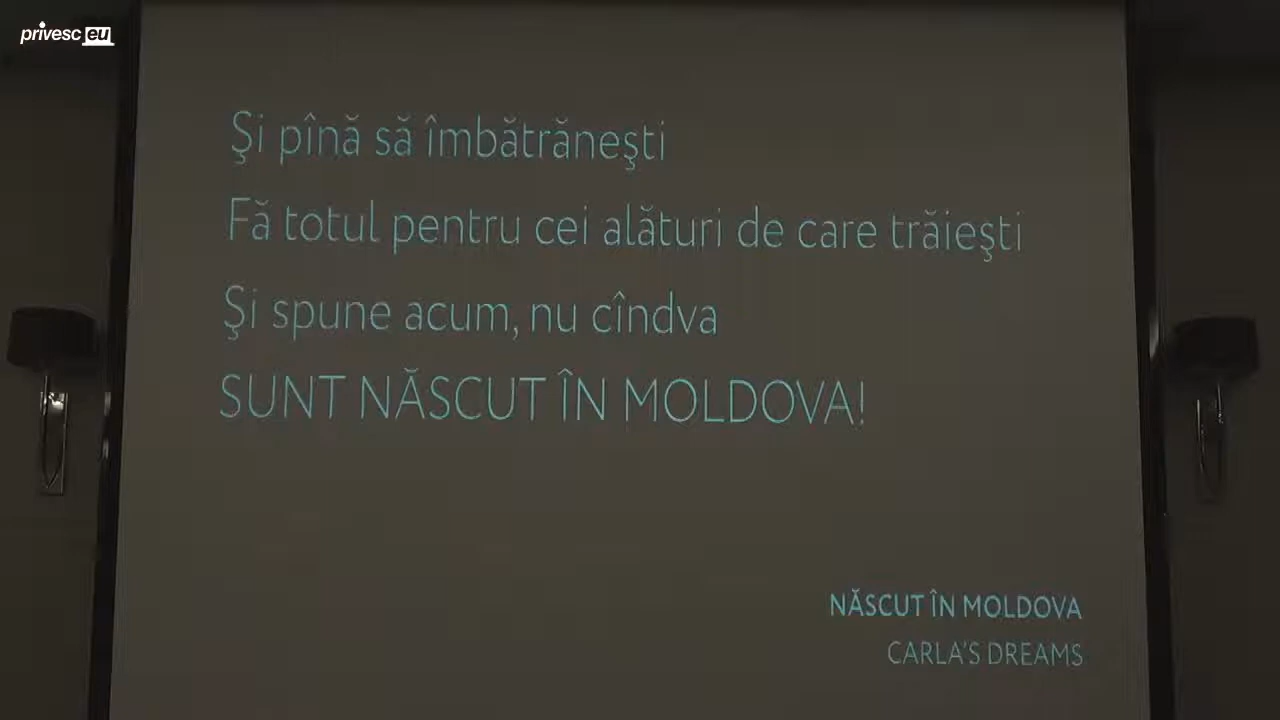 privesc eu
Şi pînă să îmbătrăneşti
Fă totul pentru cei alături de care trăieşti
Şi spune acum, nu cîndva
SUNT NĂSCUT ÎN MOLDOVA!
NĂSCUT ÎN MOLDOVA
CARLA'S DREAMS